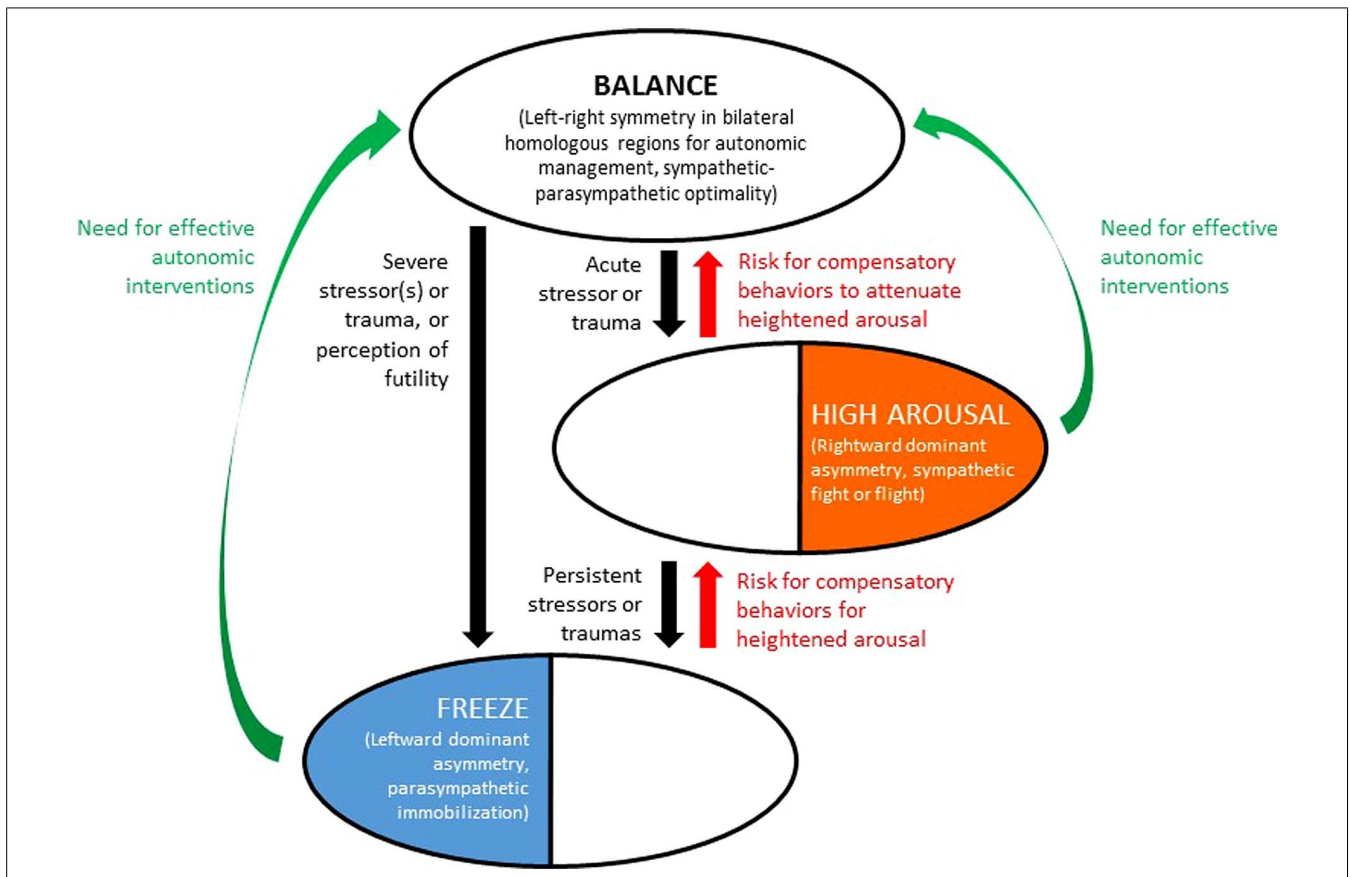 BALANCE
(Left-right symmetry in bilateral
homologous regions for autonomic
management, sympathetic-
parasympathetic optimality)
Need for effective
autonomic
interventions
Severe
stressor(s) or
trauma, or
perception of
futility
Acute
stressor or
trauma
Risk for compensatory
behaviors to attenuate
heightened arousal
Need for effective
autonomic
interventions
HIGH AROUSAL
(Rightward dominant
asymmetry, sympathetic
fight or flight)
Persistent
stressors or
traumas
Risk for compensatory
behaviors for
heightened arousal
FREEZE
(Leftward dominant
asymmetry,
parasympathetic
immobilization)